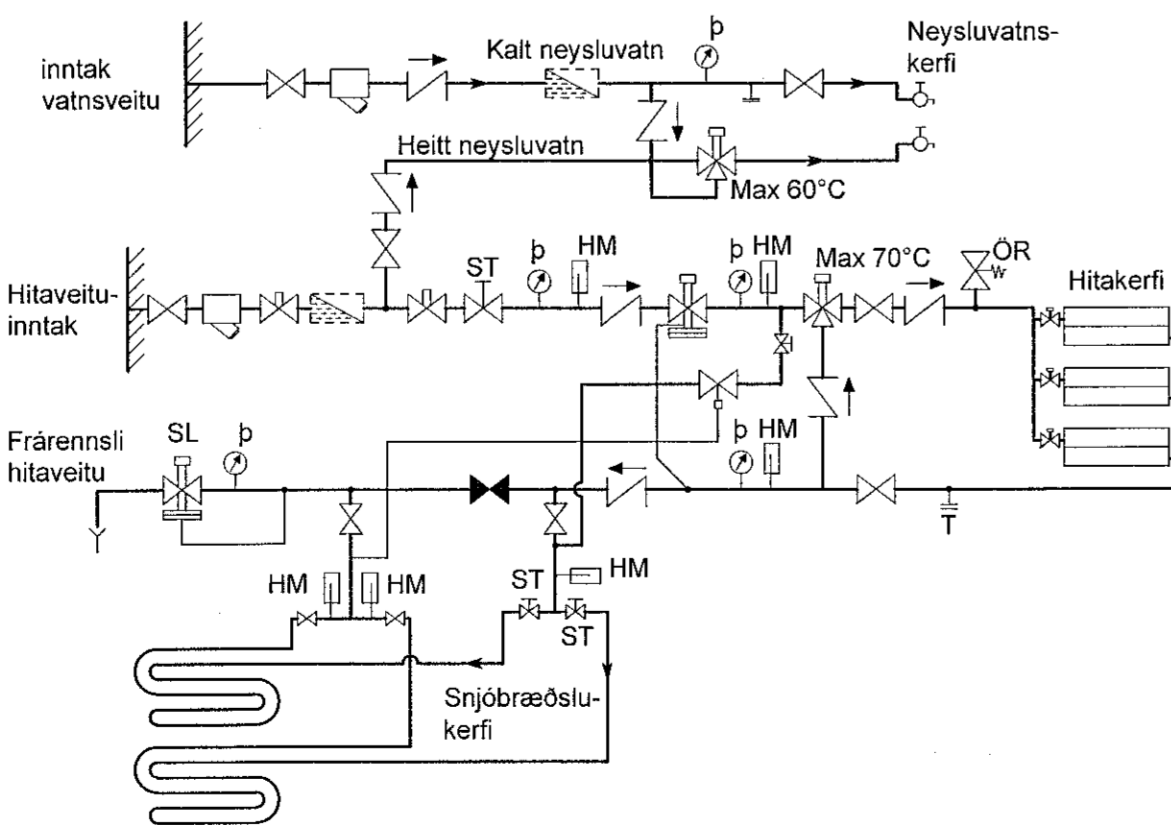 þ
Kalt neysluvatn
Neysluvatns-
kerfi
inntak
vatnsveitu
Heitt neysluvatn
Max 60°C
HM
þ
ST
þ
HM
Max 70°C
ÖR
W
Hitakerfi
Hitaveitu-
inntak
Frárennsli
hitaveitu
SL
þ
þ
HM
T
HM
HM
ST
HM
ST
Snjóbræðslu-
kerfi